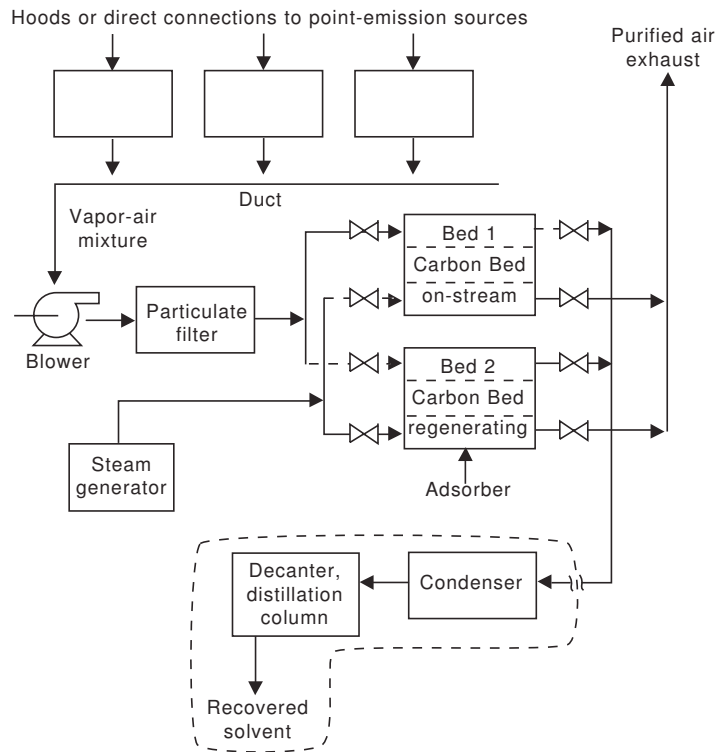 Hoods or direct connections to point-emission sources
Purified air
exhaust
Duct
Vapor-air
mixture
Bed 1
Carbon Bed
on-stream
Particulate
filter
Blower
Bed 2
Carbon Bed
regenerating
Steam
generator
Adsorber
Decanter,
distillation
column
Condenser
Recovered
solvent